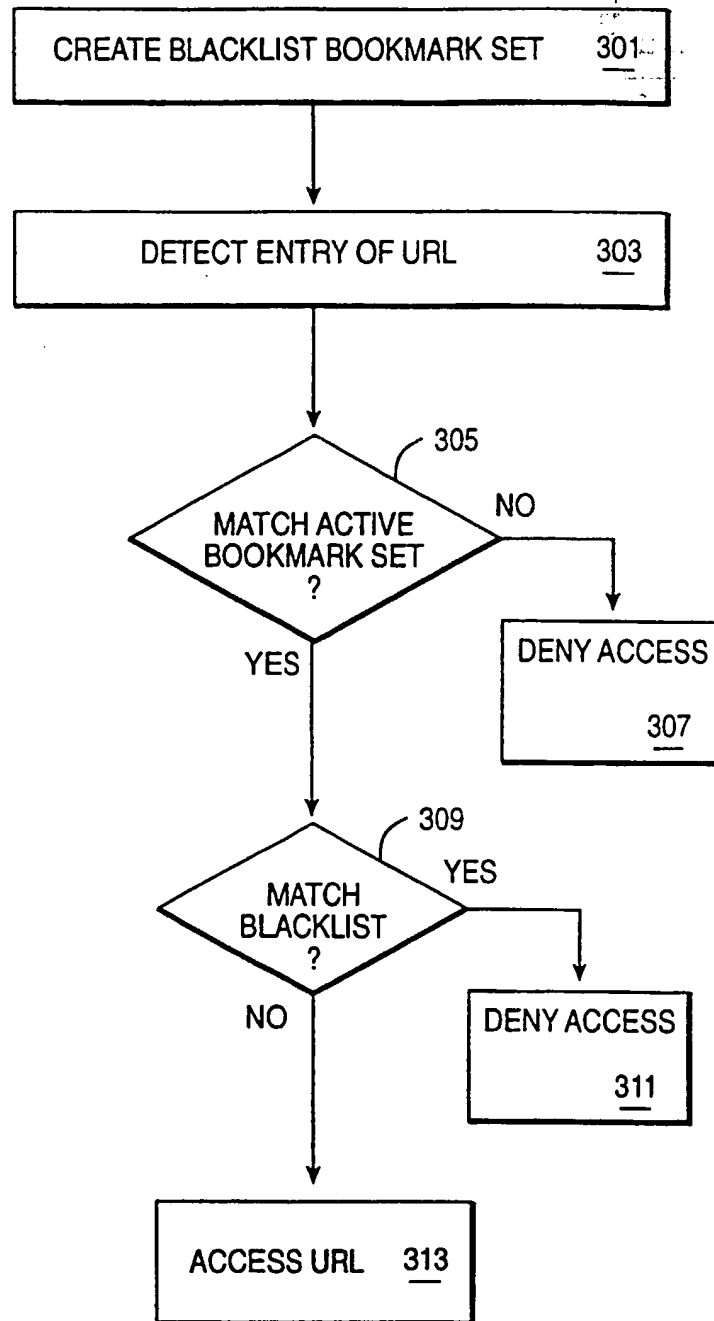 CREATE BLACKLIST BOOKMARK SET 301
DETECT ENTRY OF URL 303
305
MATCH ACTIVE
BOOKMARK SET
?
NO
YES
DENY ACCESS
307
309
MATCH
BLACKLIST
?
YES
NO
DENY ACCESS
311
ACCESS URL 313